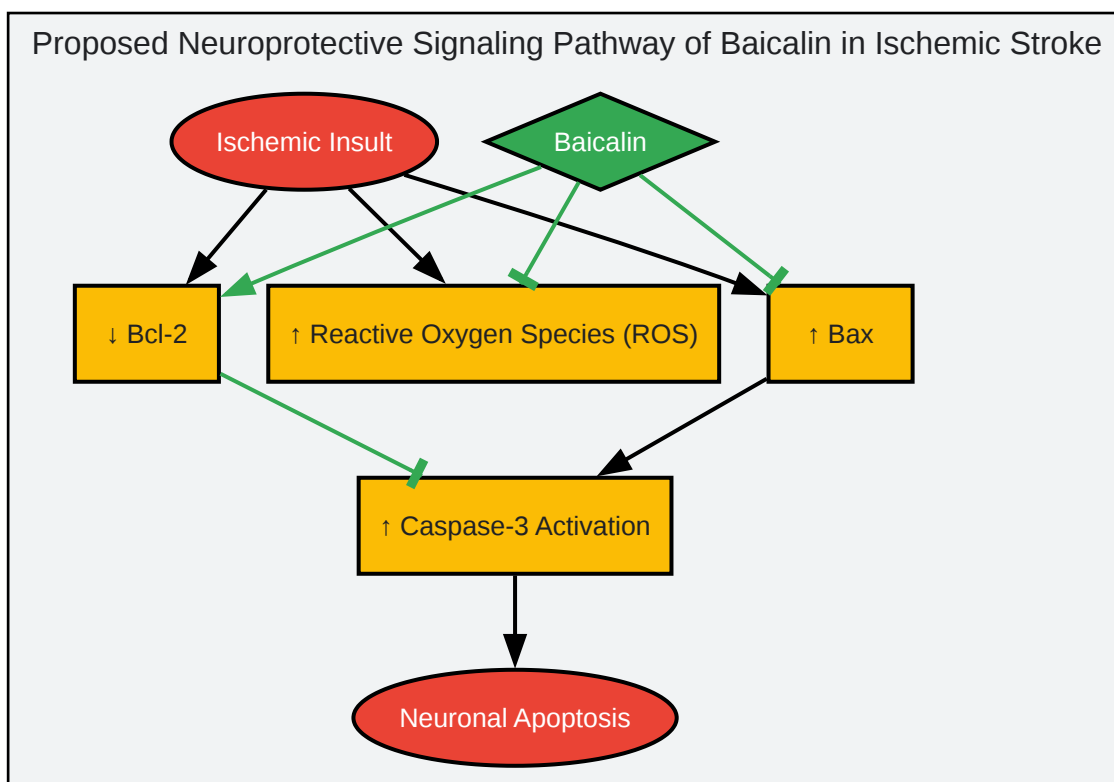 Proposed Neuroprotective Signaling Pathway of Baicalin in Ischemic Stroke
Ischemic Insult
Baicalin
↓ Bcl-2
↑ Reactive Oxygen Species (ROS)
↑ Bax
↑ Caspase-3 Activation
Neuronal Apoptosis